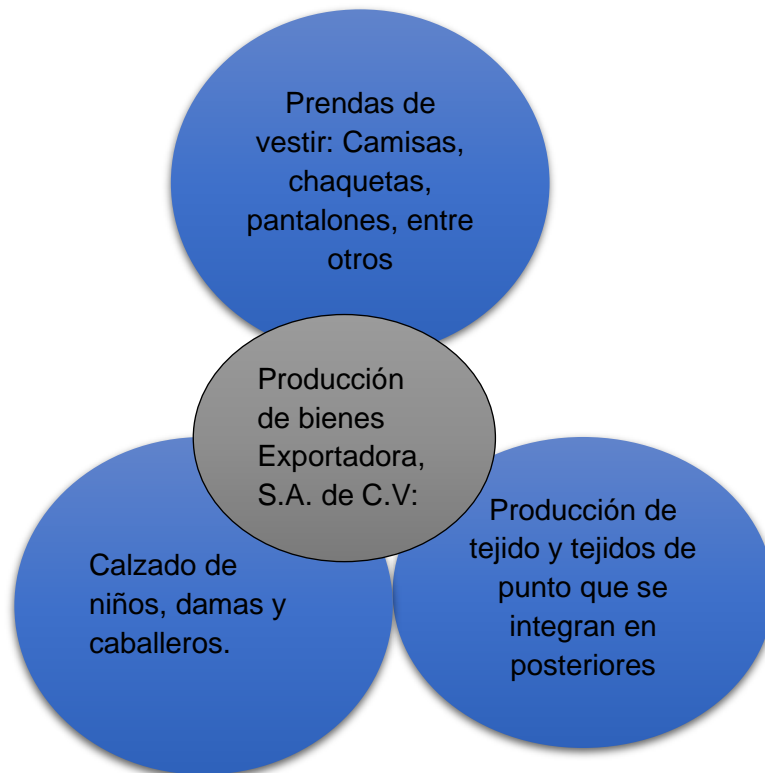 Prendas de
vestir: Camisas,
chaquetas,
pantalones, entre
otros
Producción
de bienes
Exportadora,
S.A. de C.V:
Calzado de
niños, damas y
caballeros.
Producción de
tejido y tejidos de
punto que se
integran en
posteriores